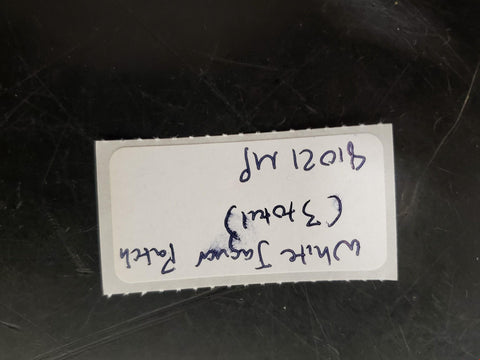 White Jaguar Patch
(3 total)
81021 MP